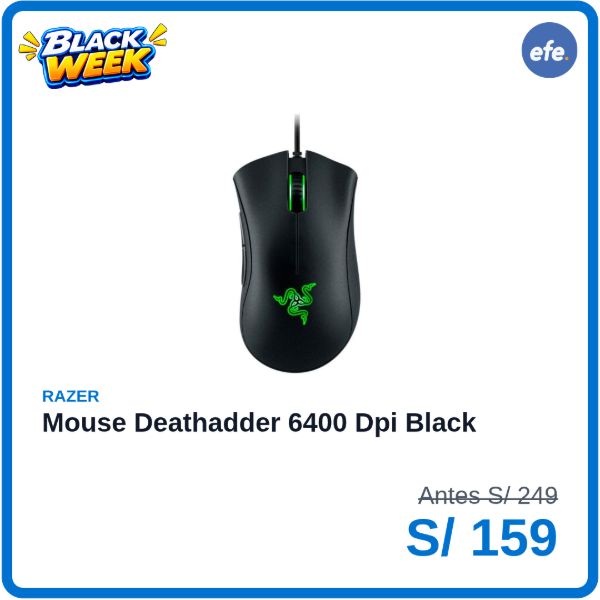 BLACK
WEEK
efe.
RAZER
Mouse Deathadder 6400 Dpi Black
Antes S/ 249
S/ 159